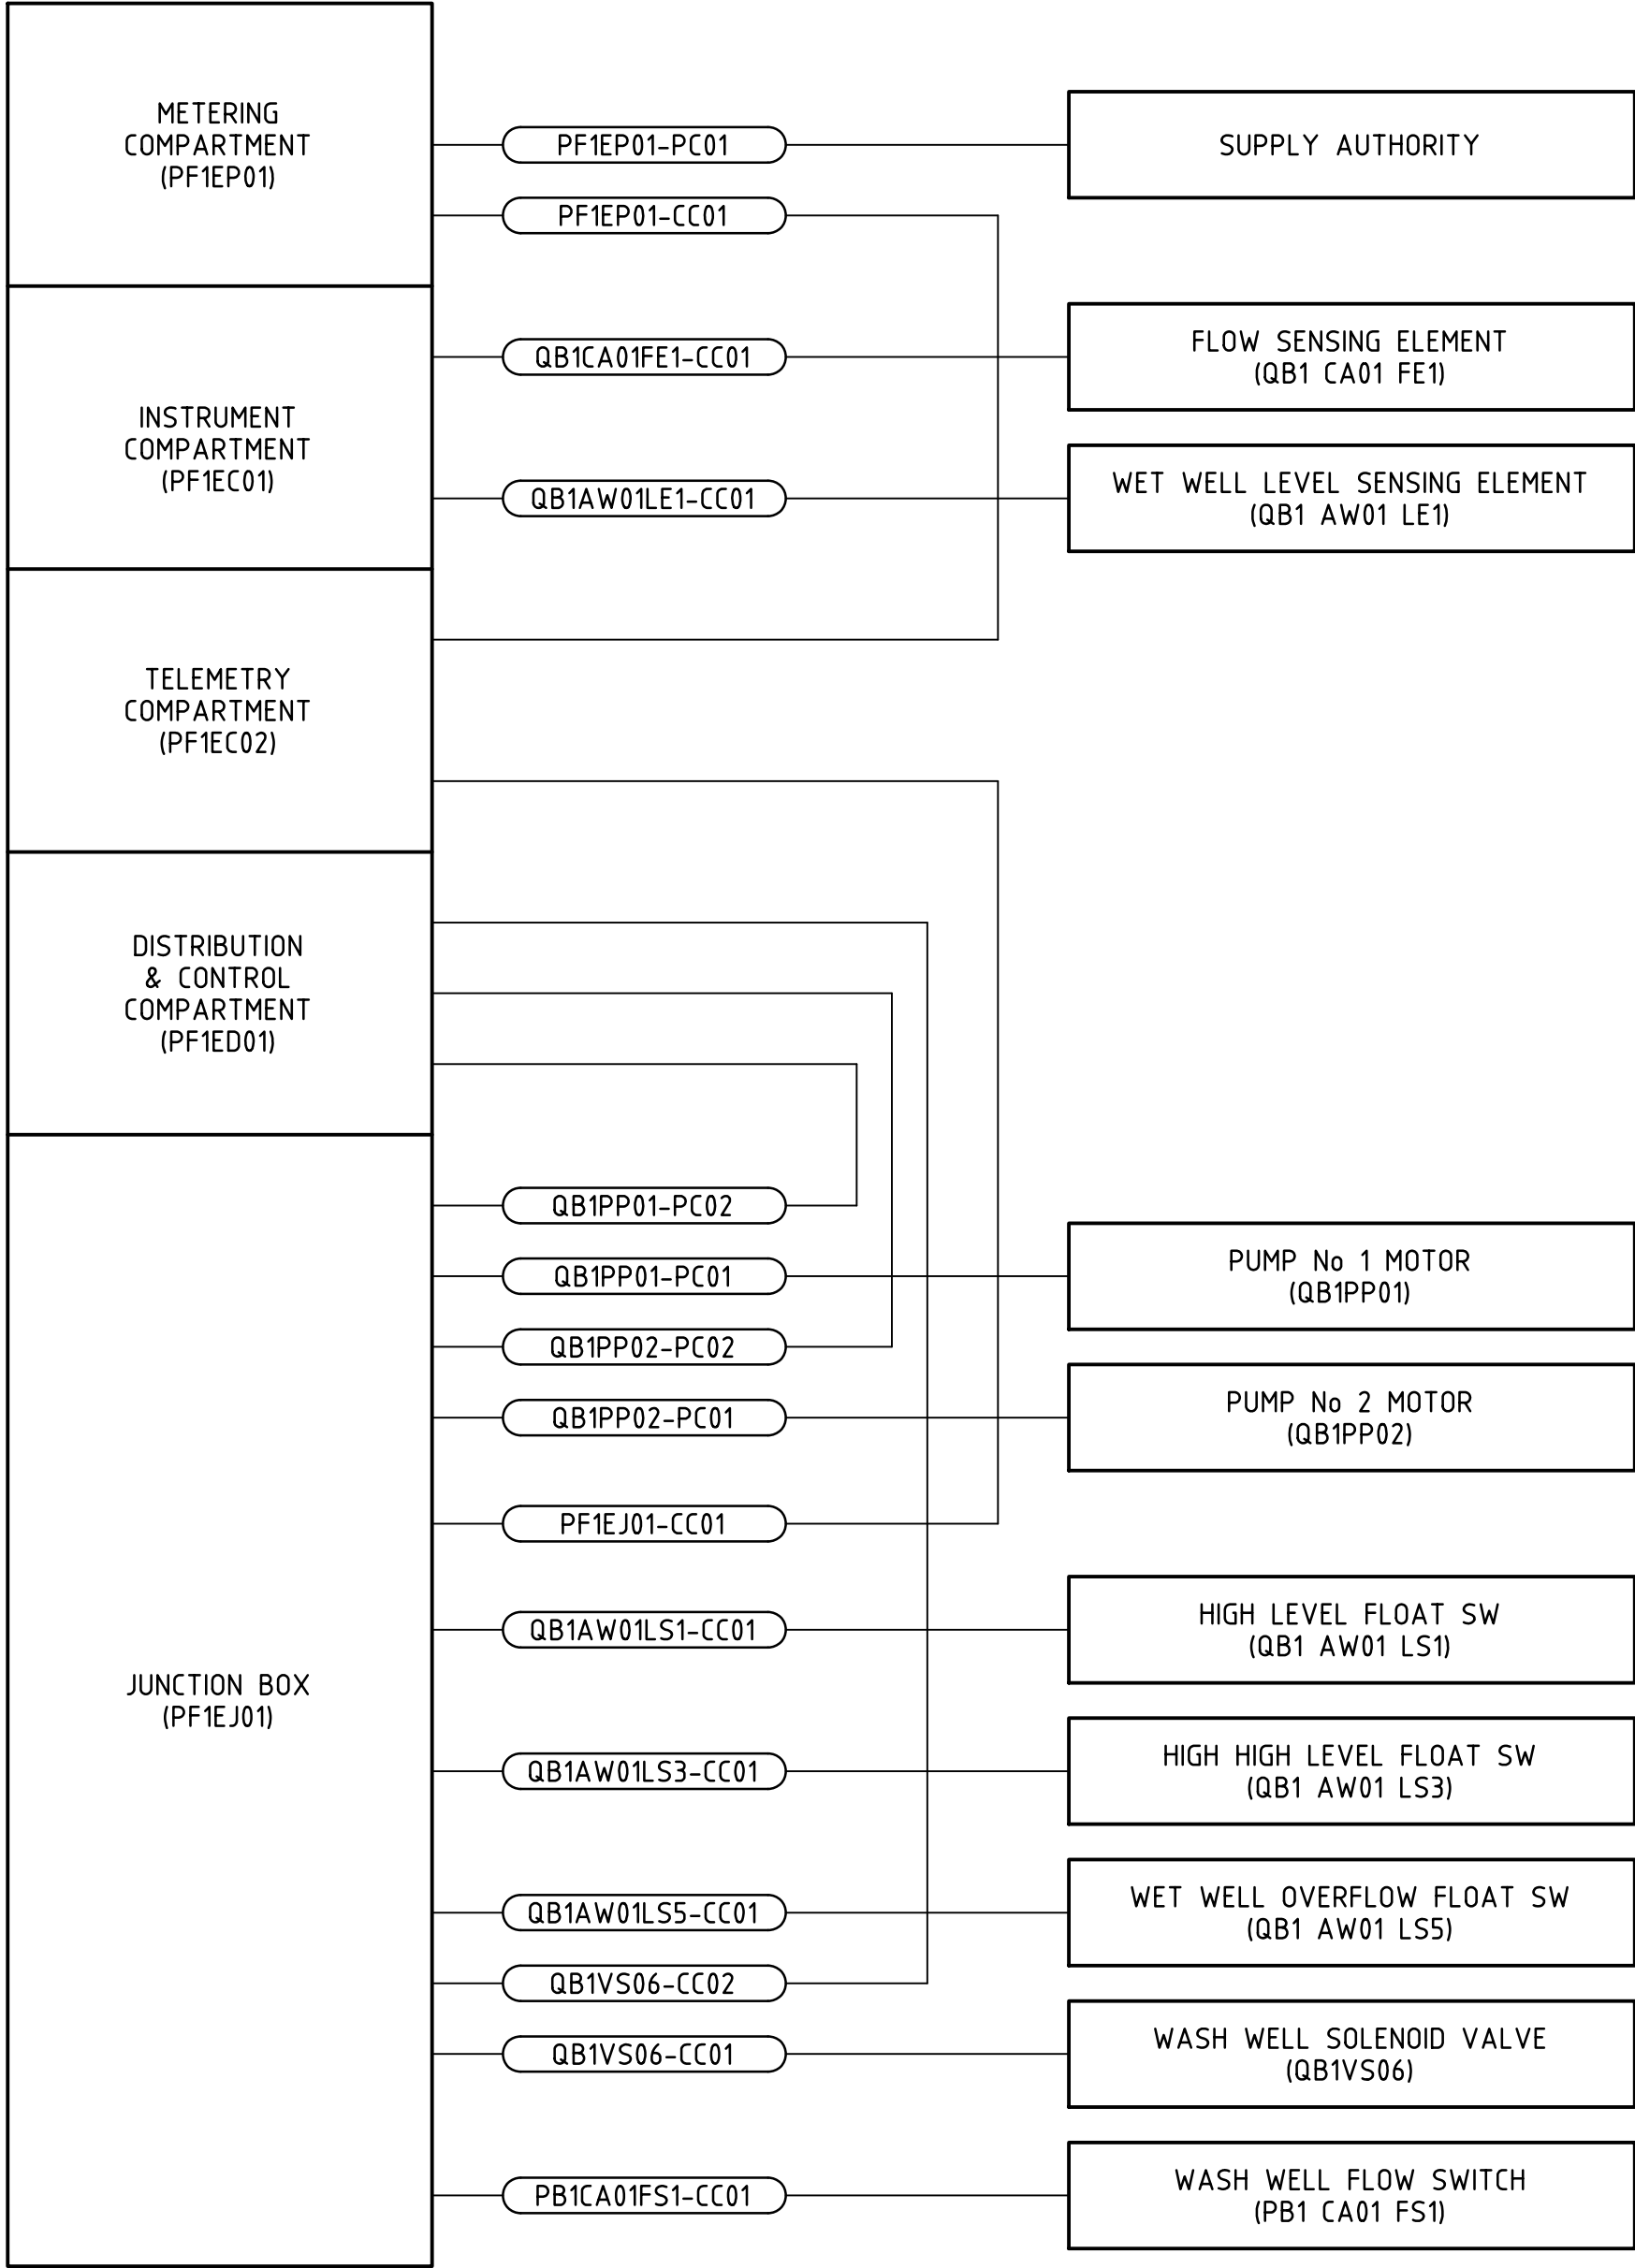 METERING
COMPARTMENT
(PF1EP01)
PF1EP01-PC01
SUPPLY AUTHORITY
PF1EP01-CC01
INSTRUMENT
COMPARTMENT
(PF1EC01)
QB1CA01FE1-CC01
FLOW SENSING ELEMENT
(QB1 CA01 FE1)
QB1AW01LE1-CC01
WET WELL LEVEL SENSING ELEMENT
(QB1 AW01 LE1)
TELEMETRY
COMPARTMENT
(PF1EC02)
DISTRIBUTION
& CONTROL
COMPARTMENT
(PF1ED01)
JUNCTION BOX
(PF1EJ01)
QB1PP01-PC02
QB1PP01-PC01
PUMP No 1 MOTOR
(QB1PP01)
QB1PP02-PC02
QB1PP02-PC01
PUMP No 2 MOTOR
(QB1PP02)
PF1EJ01-CC01
QB1AW01LS1-CC01
HIGH LEVEL FLOAT SW
(QB1 AW01 LS1)
QB1AW01LS3-CC01
HIGH HIGH LEVEL FLOAT SW
(QB1 AW01 LS3)
QB1AW01LS5-CC01
WET WELL OVERFLOW FLOAT SW
(QB1 AW01 LS5)
QB1VS06-CC02
QB1VS06-CC01
WASH WELL SOLENOID VALVE
(QB1VS06)
PB1CA01FS1-CC01
WASH WELL FLOW SWITCH
(PB1 CA01 FS1)